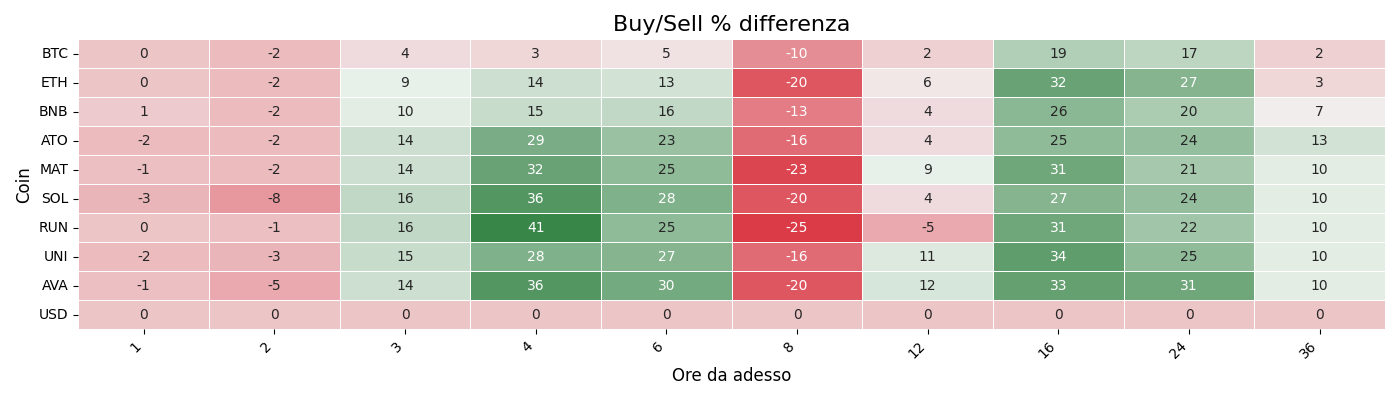 Buy/Sell % differenza
Coin
BTC 0 -2 4 3 5 -10 2 19 17 2
ETH 0 -2 9 14 13 -20 6 32 27 3
BNB 1 -2 10 15 16 -13 4 26 20 7
ATO -2 -2 14 29 23 -16 4 25 24 13
MAT -1 -2 14 32 25 -23 9 31 21 10
SOL -3 -8 16 36 28 -20 4 27 24 10
RUN 0 -1 16 41 25 -25 -5 31 22 10
UNI -2 -3 15 28 27 -16 11 34 25 10
AVA -1 -5 14 36 30 -20 12 33 31 10
USD 0 0 0 0 0 0 0 0 0 0
1 2 3 4 6 8 12 16 24 36
Ore da adesso